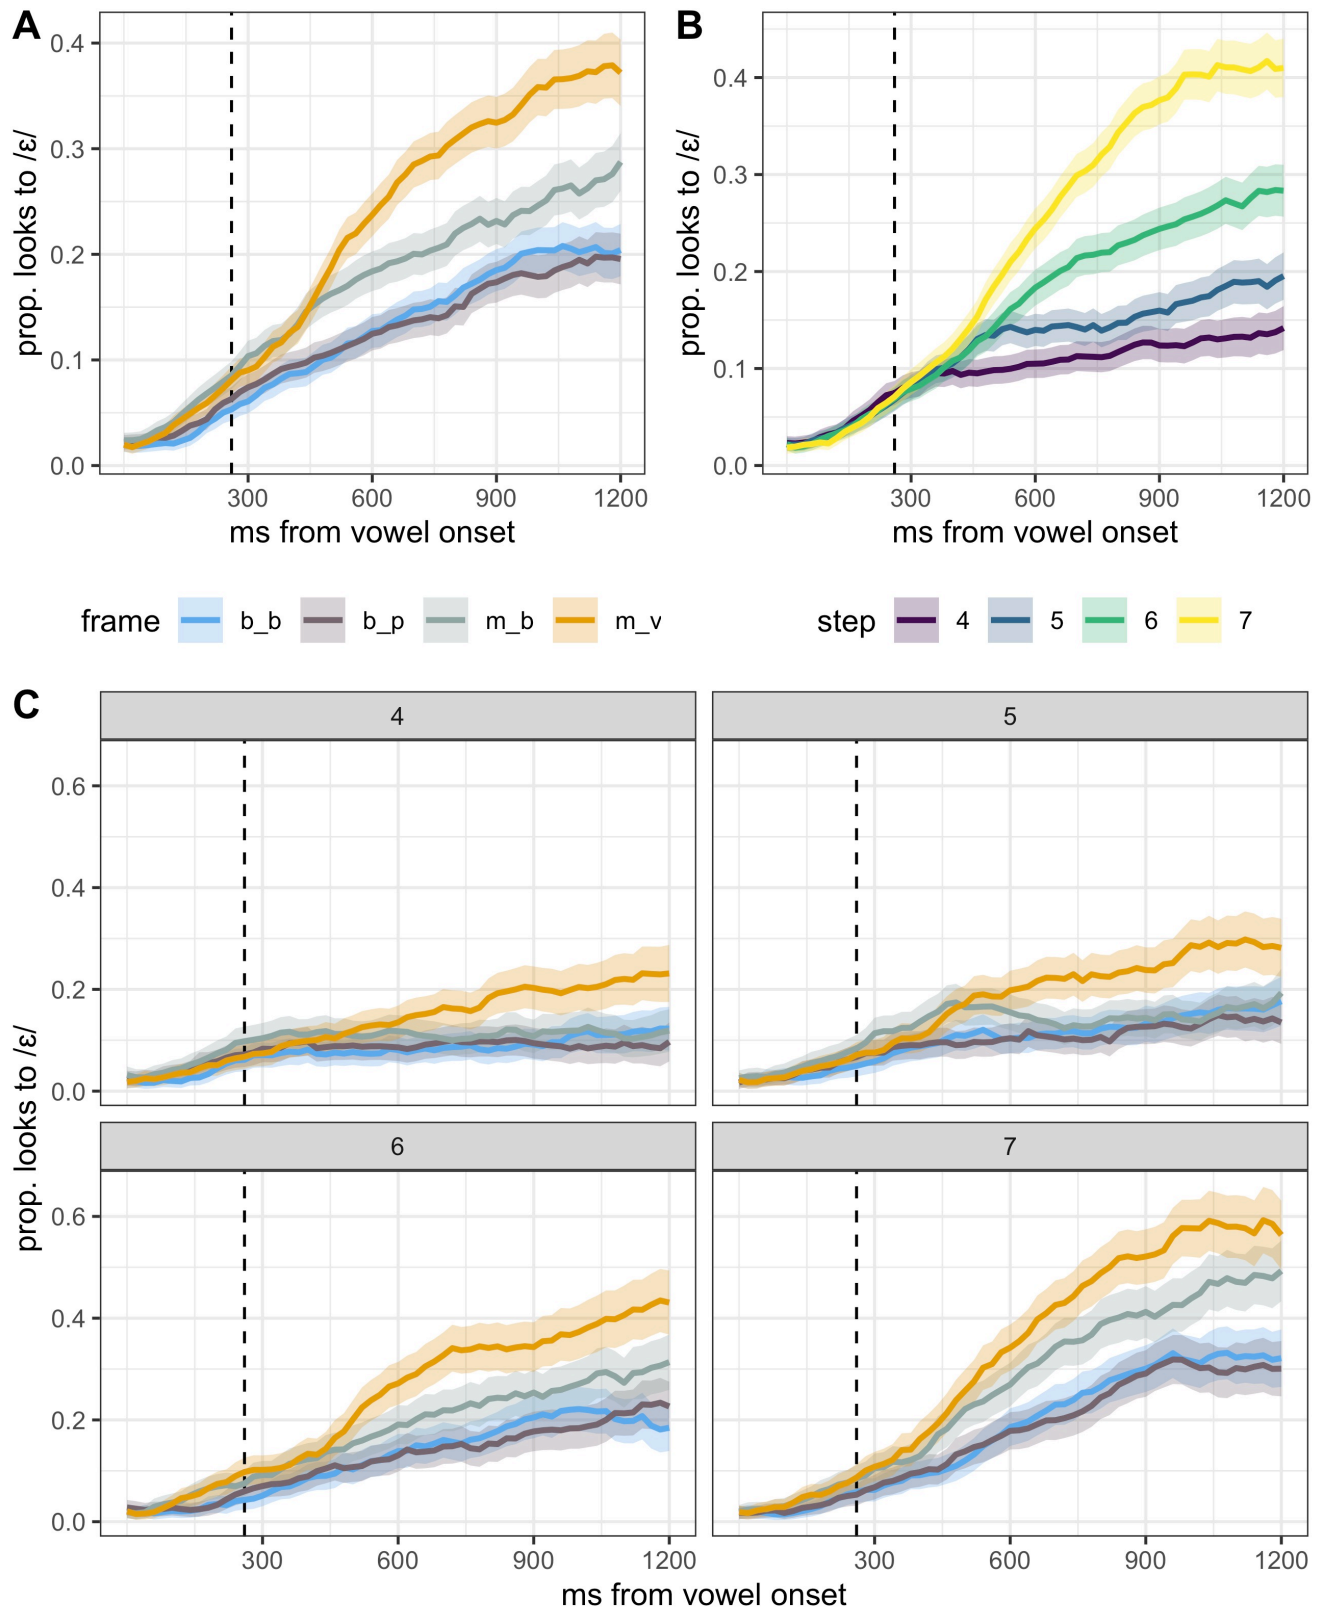 A
prop. looks to /ɛ/
0.4
0.3
0.2
0.1
0.0
300 600 900 1200
ms from vowel onset
B
prop. looks to /ɛ/
0.4
0.3
0.2
0.1
0.0
300 600 900 1200
ms from vowel onset
frame b_b b_p m_b m_v
step 4 5 6 7
C
prop. looks to /ɛ/
4
5
0.6
0.4
0.2
0.0
6
7
0.6
0.4
0.2
0.0
300 600 900 1200
300 600 900 1200
ms from vowel onset